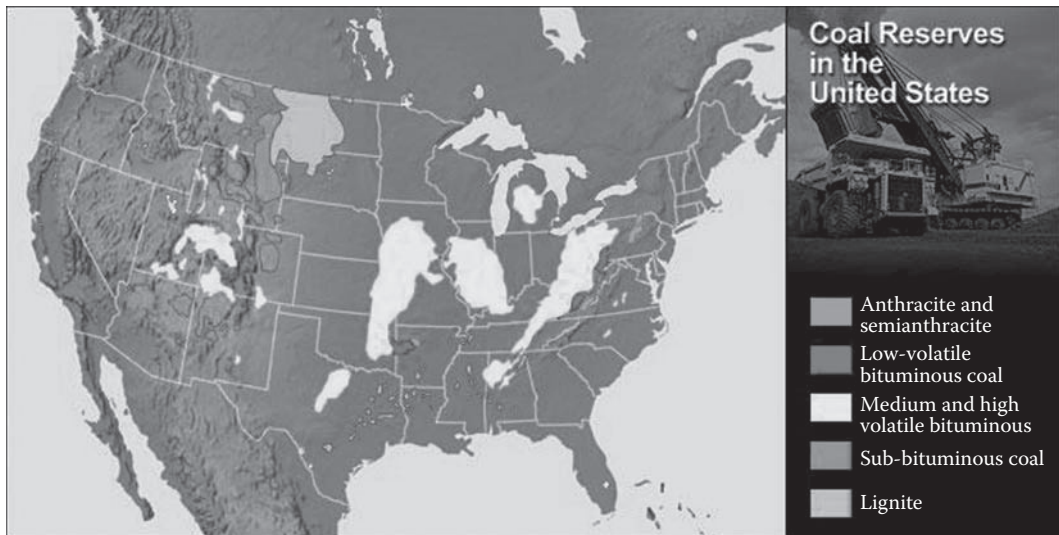 Coal Reserves
in the
United States
Anthracite and
semianthracite
Low-volatile
bituminous coal
Medium and high
volatile bituminous
Sub-bituminous coal
Lignite